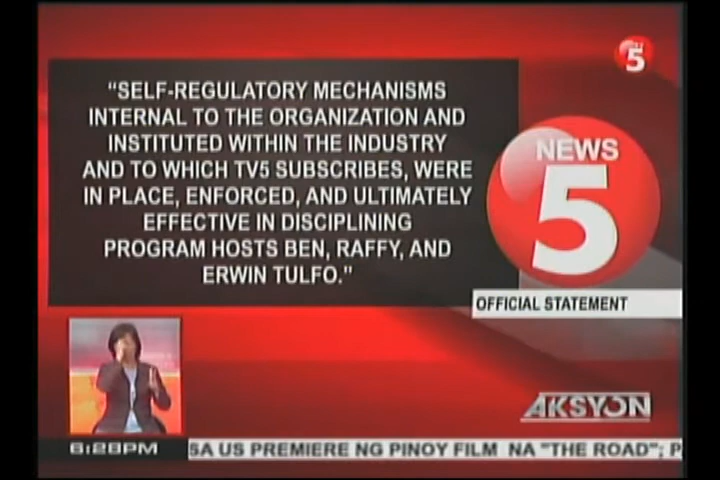 5
"SELF-REGULATORY MECHANISMS
INTERNAL TO THE ORGANIZATION AND
INSTITUTED WITHIN THE INDUSTRY
AND TO WHICH TV5 SUBSCRIBES, WERE
IN PLACE, ENFORCED, AND ULTIMATELY
EFFECTIVE IN DISCIPLINING
PROGRAM HOSTS BEN, RAFFY, AND
ERWIN TULFO."
NEWS
5
OFFICIAL STATEMENT
AKSYON
6:28PM
SA US PREMIERE NG PINOY FILM NA "THE ROAD"; P